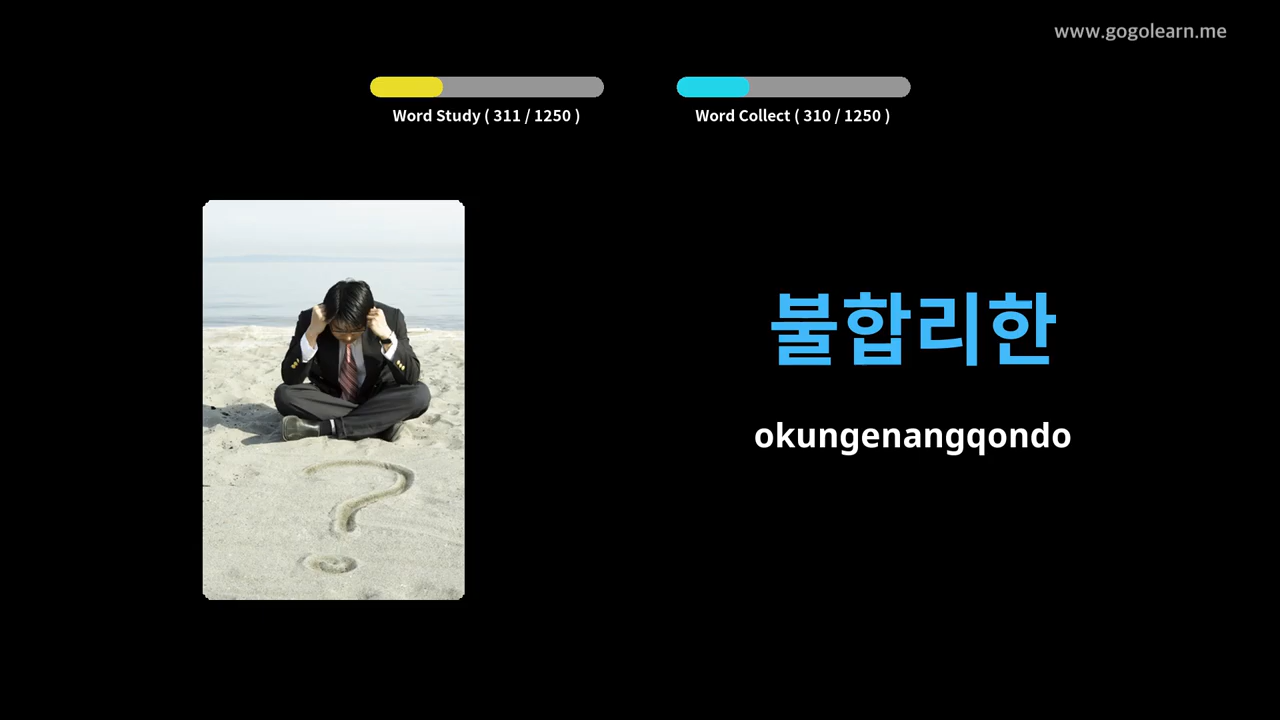 www.gogolearn.me
Word Study ( 311 / 1250 )
Word Collect ( 310 / 1250 )
불합리한
okungenangqondo
?